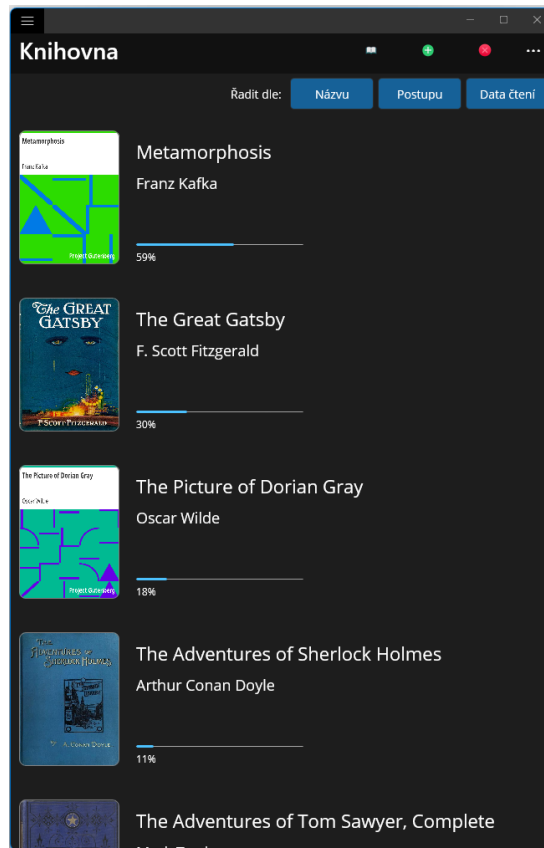 Knihovna
Řadit dle:
Názvu
Postupu
Data čtení
Metamorphosis
Franz Kafka
Project Gutenberg
Metamorphosis
Franz Kafka
59%
The GREAT
GATSBY
F. SCOTT FITZGERALD
The Great Gatsby
F. Scott Fitzgerald
30%
The Picture of Dorian Gray
Oscar Wilde
Project Gutenberg
The Picture of Dorian Gray
Oscar Wilde
18%
THE
ADVENTURES OF
SHERLOCK HOLMES
A. CONAN DOYLE
The Adventures of Sherlock Holmes
Arthur Conan Doyle
11%
The Adventures of Tom Sawyer, Complete